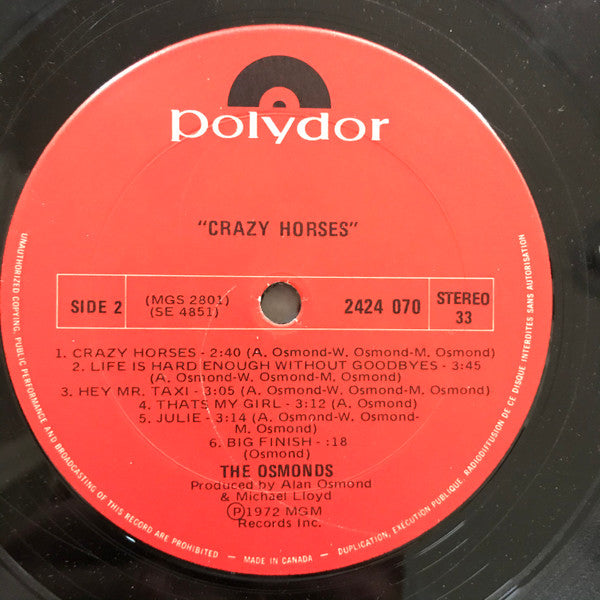 polydor
"CRAZY HORSES"
SIDE 2
(MGS 2801)
(SE 4851)
2424 070
STEREO
33
1. CRAZY HORSES - 2:40 (A. Osmond-W. Osmond-M. Osmond)
2. LIFE IS HARD ENOUGH WITHOUT GOODBYES - 3:45
(A. Osmond-W. Osmond-M. Osmond)
3. HEY MR. TAXI - 3:05 (A. Osmond-W. Osmond-M. Osmond)
4. THATS MY GIRL - 3:12 (A. Osmond)
5. JULIE - 3:14 (A. Osmond-W. Osmond-
M. Osmond)
6. BIG FINISH - :18
(Osmond)
THE OSMONDS
Produced by Alan Osmond
& Michael Lloyd
Ⓟ1972 MGM
Records Inc.
UNAUTHORIZED COPYING, PUBLIC PERFORMANCE AND BROADCASTING OF THIS RECORD ARE PROHIBITED – MADE IN CANADA – DUPLICATION, EXECUTION PUBLIQUE, RADIODIFFUSION DE CE DISQUE INTERDITES SANS AUTORISATION